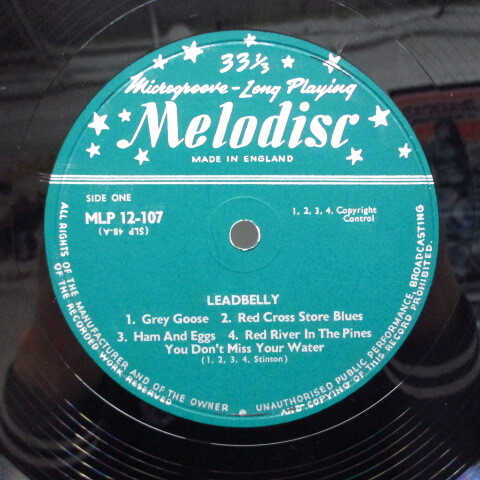 33⅓
Microgroove - Long Playing
Melodisc
MADE IN ENGLAND
SIDE ONE
MLP 12-107
(SLP 48-A)
1, 2, 3, 4. Copyright
Control
LEADBELLY
1. Grey Goose 2. Red Cross Store Blues
3. Ham And Eggs 4. Red River In The Pines
You Don't Miss Your Water
(1, 2, 3, 4. Stinson)
ALL RIGHTS OF THE MANUFACTURER AND OF THE OWNER • UNAUTHORISED PUBLIC PERFORMANCE, BROADCASTING
OF THE RECORDED WORK RESERVED
AND COPYING OF THIS RECORD PROHIBITED.